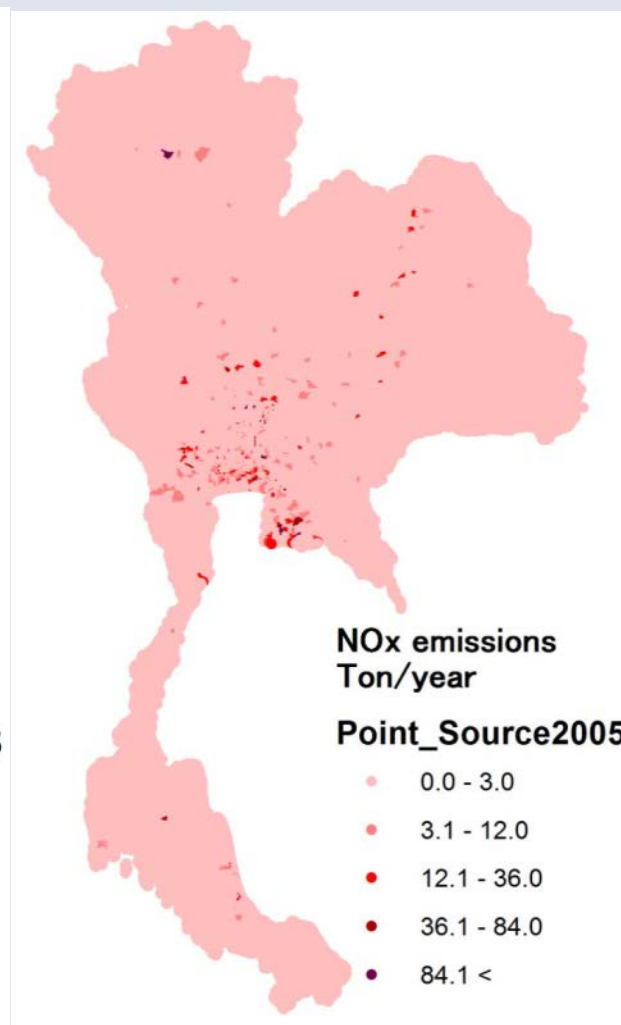 NOx emissions
Ton/year
Point_Source2005
0.0 - 3.0
3.1 - 12.0
12.1 - 36.0
36.1 - 84.0
84.1 <